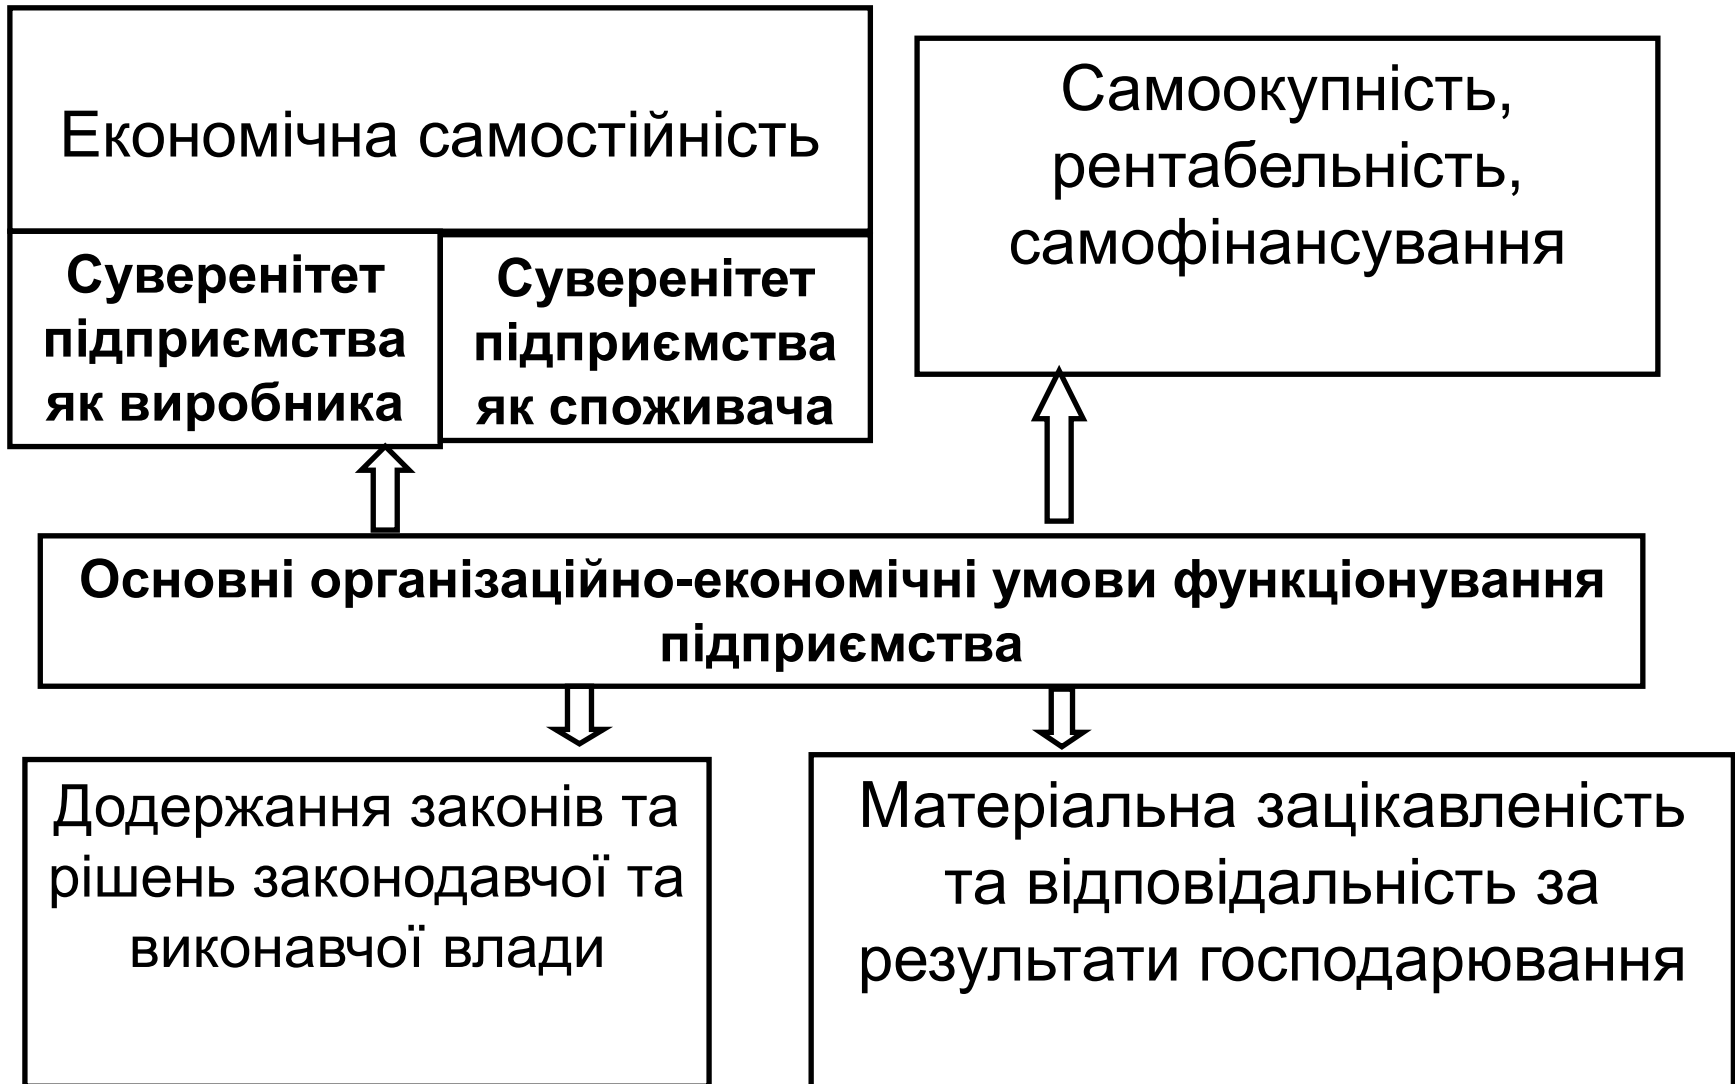 Економічна самостійність
Суверенітет
підприємства
як виробника
Суверенітет
підприємства
як споживача
Самоокупність,
рентабельність,
самофінансування
Основні організаційно-економічні умови функціонування
підприємства
Додержання законів та
рішень законодавчої та
виконавчої влади
Матеріальна зацікавленість
та відповідальність за
результати господарювання